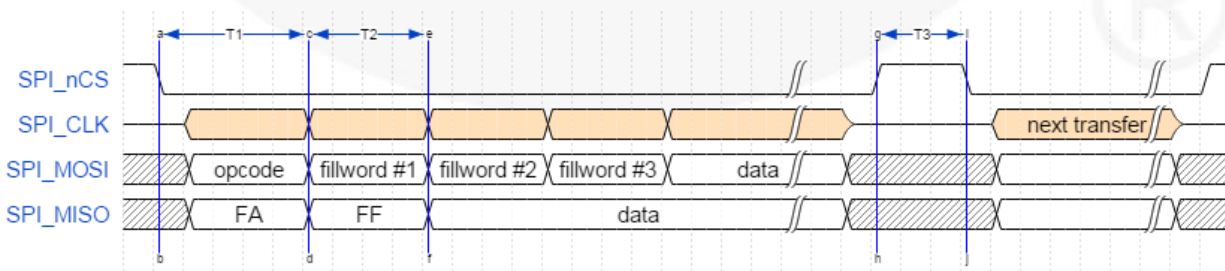 a T1 c T2 e g T3 i
SPI_nCS
SPI_CLK next transfer
SPI_MOSI opcode fillword #1 fillword #2 fillword #3 data
SPI_MISO FA FF data
b d f h j